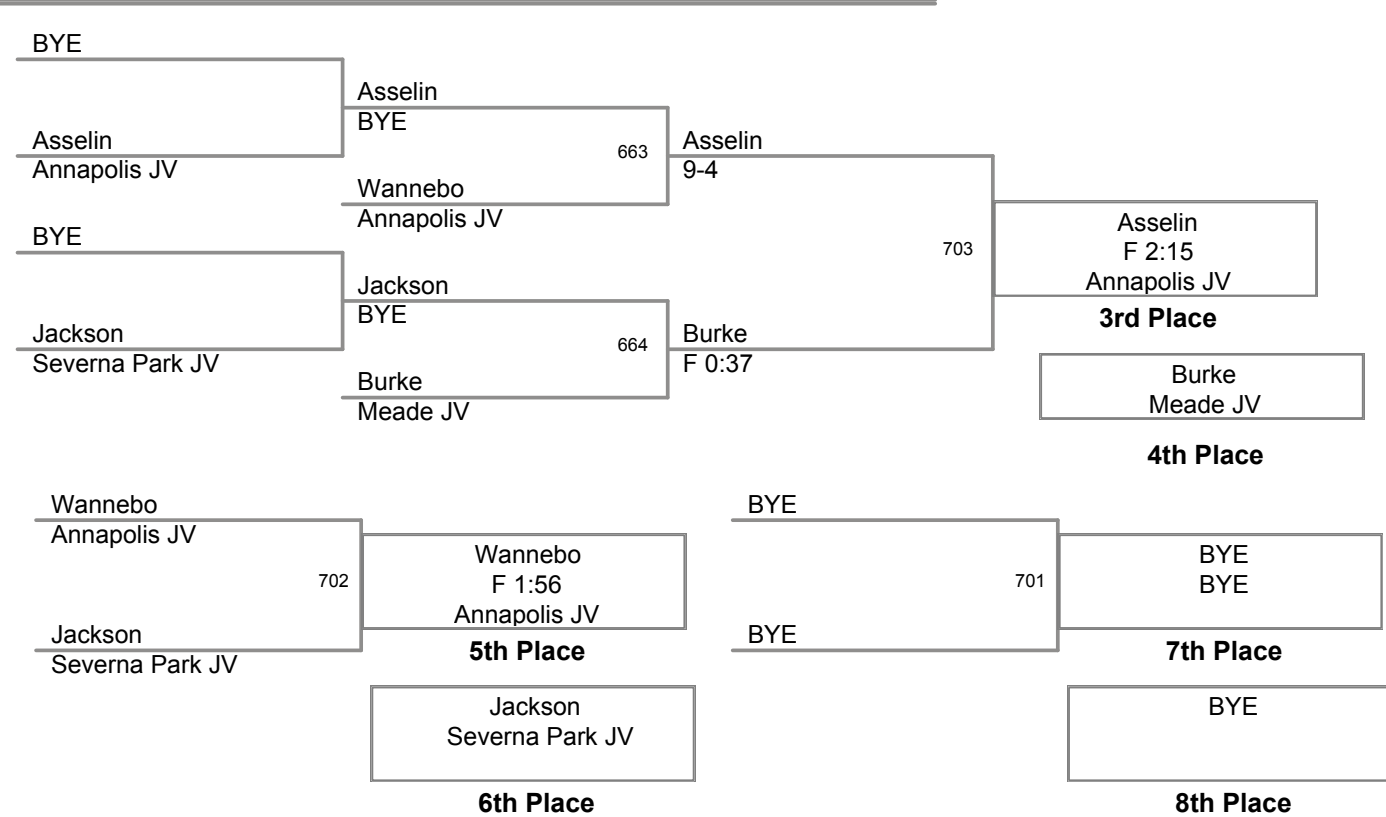 BYE
Asselin
BYE
Asselin
Annapolis JV
663
Asselin
9-4
Wannebo
Annapolis JV
BYE
703
Asselin
F 2:15
Annapolis JV
3rd Place
Jackson
BYE
Jackson
Severna Park JV
664
Burke
F 0:37
Burke
Meade JV
Burke
Meade JV
4th Place
Wannebo
Annapolis JV
702
Wannebo
F 1:56
Annapolis JV
Jackson
Severna Park JV
5th Place
Jackson
Severna Park JV
6th Place
BYE
701
BYE
BYE
BYE
7th Place
BYE
8th Place